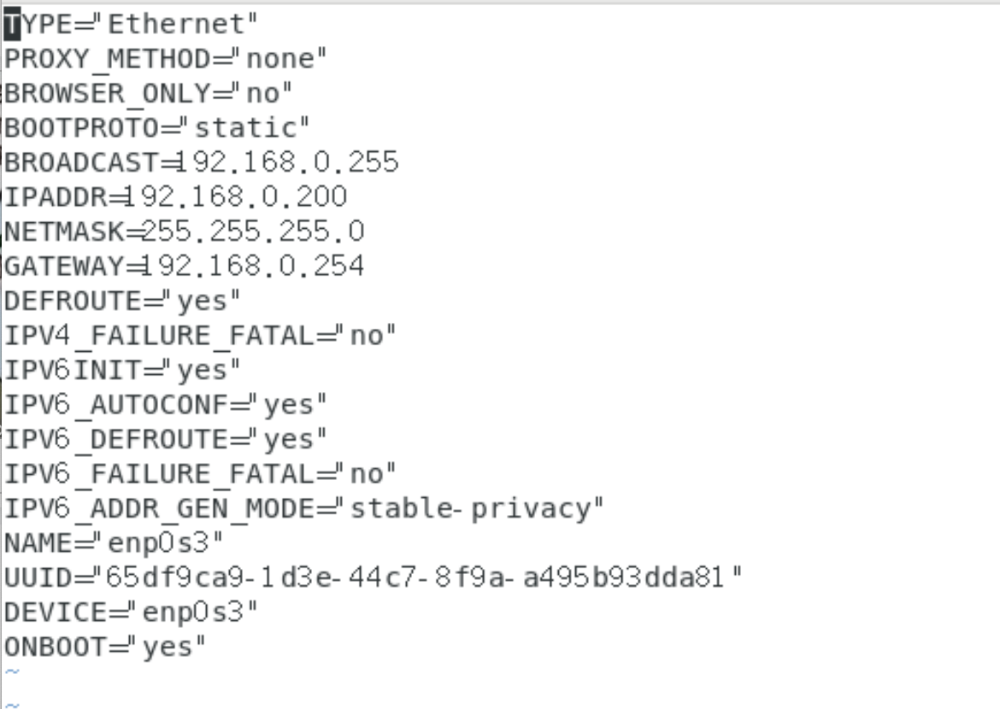 TYPE="Ethernet"
PROXY_METHOD="none"
BROWSER_ONLY="no"
BOOTPROTO="static"
BROADCAST=192.168.0.255
IPADDR=192.168.0.200
NETMASK=255.255.255.0
GATEWAY=192.168.0.254
DEFROUTE="yes"
IPV4_FAILURE_FATAL="no"
IPV6INIT="yes"
IPV6_AUTOCONF="yes"
IPV6_DEFROUTE="yes"
IPV6_FAILURE_FATAL="no"
IPV6_ADDR_GEN_MODE="stable-privacy"
NAME="enp0s3"
UUID="65df9ca9-1d3e-44c7-8f9a-a495b93dda81"
DEVICE="enp0s3"
ONBOOT="yes"
~
~